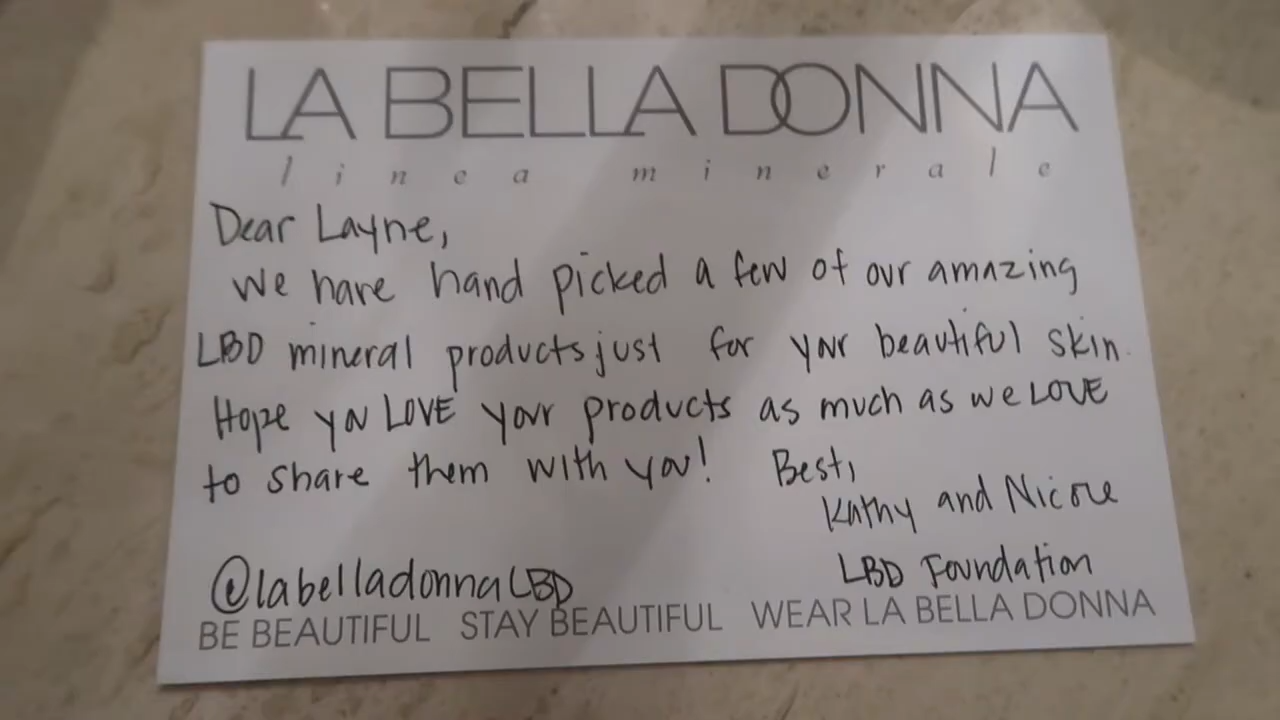 LA BELLA DONNA
linea minerale
Dear Layne,
We have hand picked a few of our amazing
LBD mineral products just for your beautiful skin.
Hope you LOVE your products as much as we LOVE
to share them with you!
Best,
Kathy and Nicole
LBD Foundation
@labelladonnaLBD
BE BEAUTIFUL STAY BEAUTIFUL WEAR LA BELLA DONNA